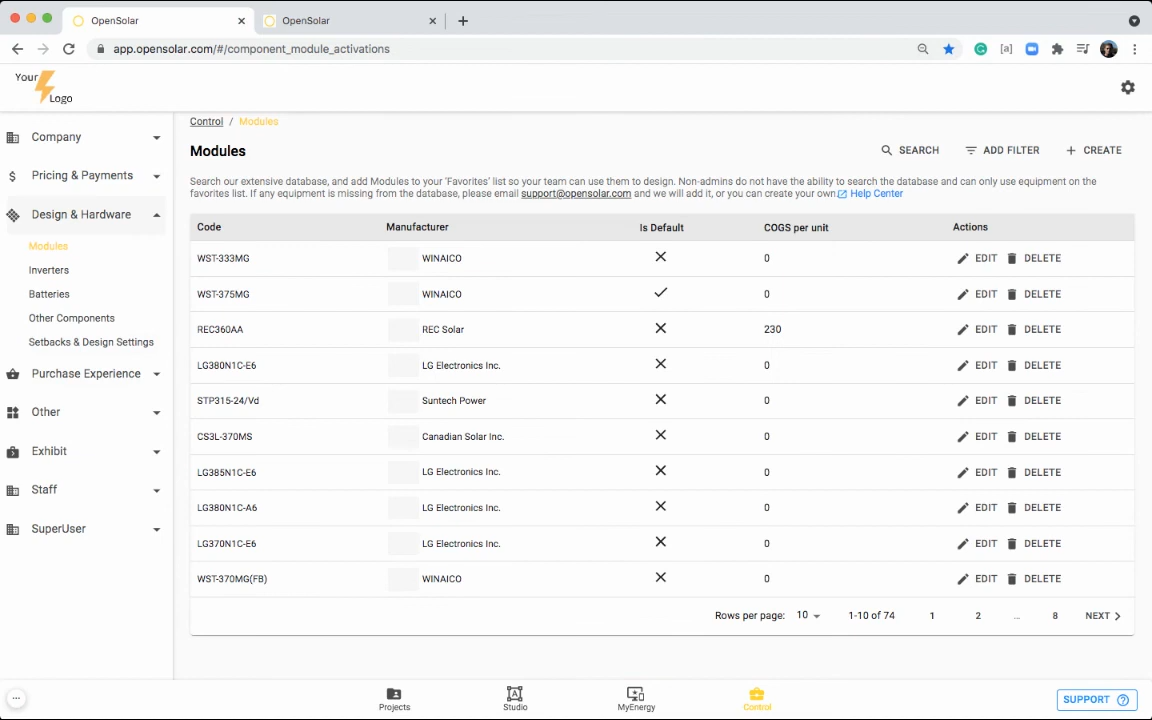 OpenSolar
OpenSolar
app.opensolar.com/#/component_module_activations
[a]
Your
Logo
Company
Pricing & Payments
Design & Hardware
Modules
Inverters
Batteries
Other Components
Setbacks & Design Settings
Purchase Experience
Other
Exhibit
Staff
SuperUser
Control / Modules
Modules
SEARCH ADD FILTER + CREATE
Search our extensive database, and add Modules to your 'Favorites' list so your team can use them to design. Non-admins do not have the ability to search the database and can only use equipment on the
favorites list. If any equipment is missing from the database, please email support@opensolar.com and we will add it, or you can create your own. Help Center
Code Manufacturer Is Default COGS per unit Actions
WST-333MG WINAICO 0 EDIT DELETE
WST-375MG WINAICO 0 EDIT DELETE
REC360AA REC Solar 230 EDIT DELETE
LG380N1C-E6 LG Electronics Inc. 0 EDIT DELETE
STP315-24/Vd Suntech Power 0 EDIT DELETE
CS3L-370MS Canadian Solar Inc. 0 EDIT DELETE
LG385N1C-E6 LG Electronics Inc. 0 EDIT DELETE
LG380N1C-A6 LG Electronics Inc. 0 EDIT DELETE
LG370N1C-E6 LG Electronics Inc. 0 EDIT DELETE
WST-370MG(FB) WINAICO 0 EDIT DELETE
Rows per page: 10 1-10 of 74 1 2 ... 8 NEXT
Projects
Studio
MyEnergy
Control
SUPPORT